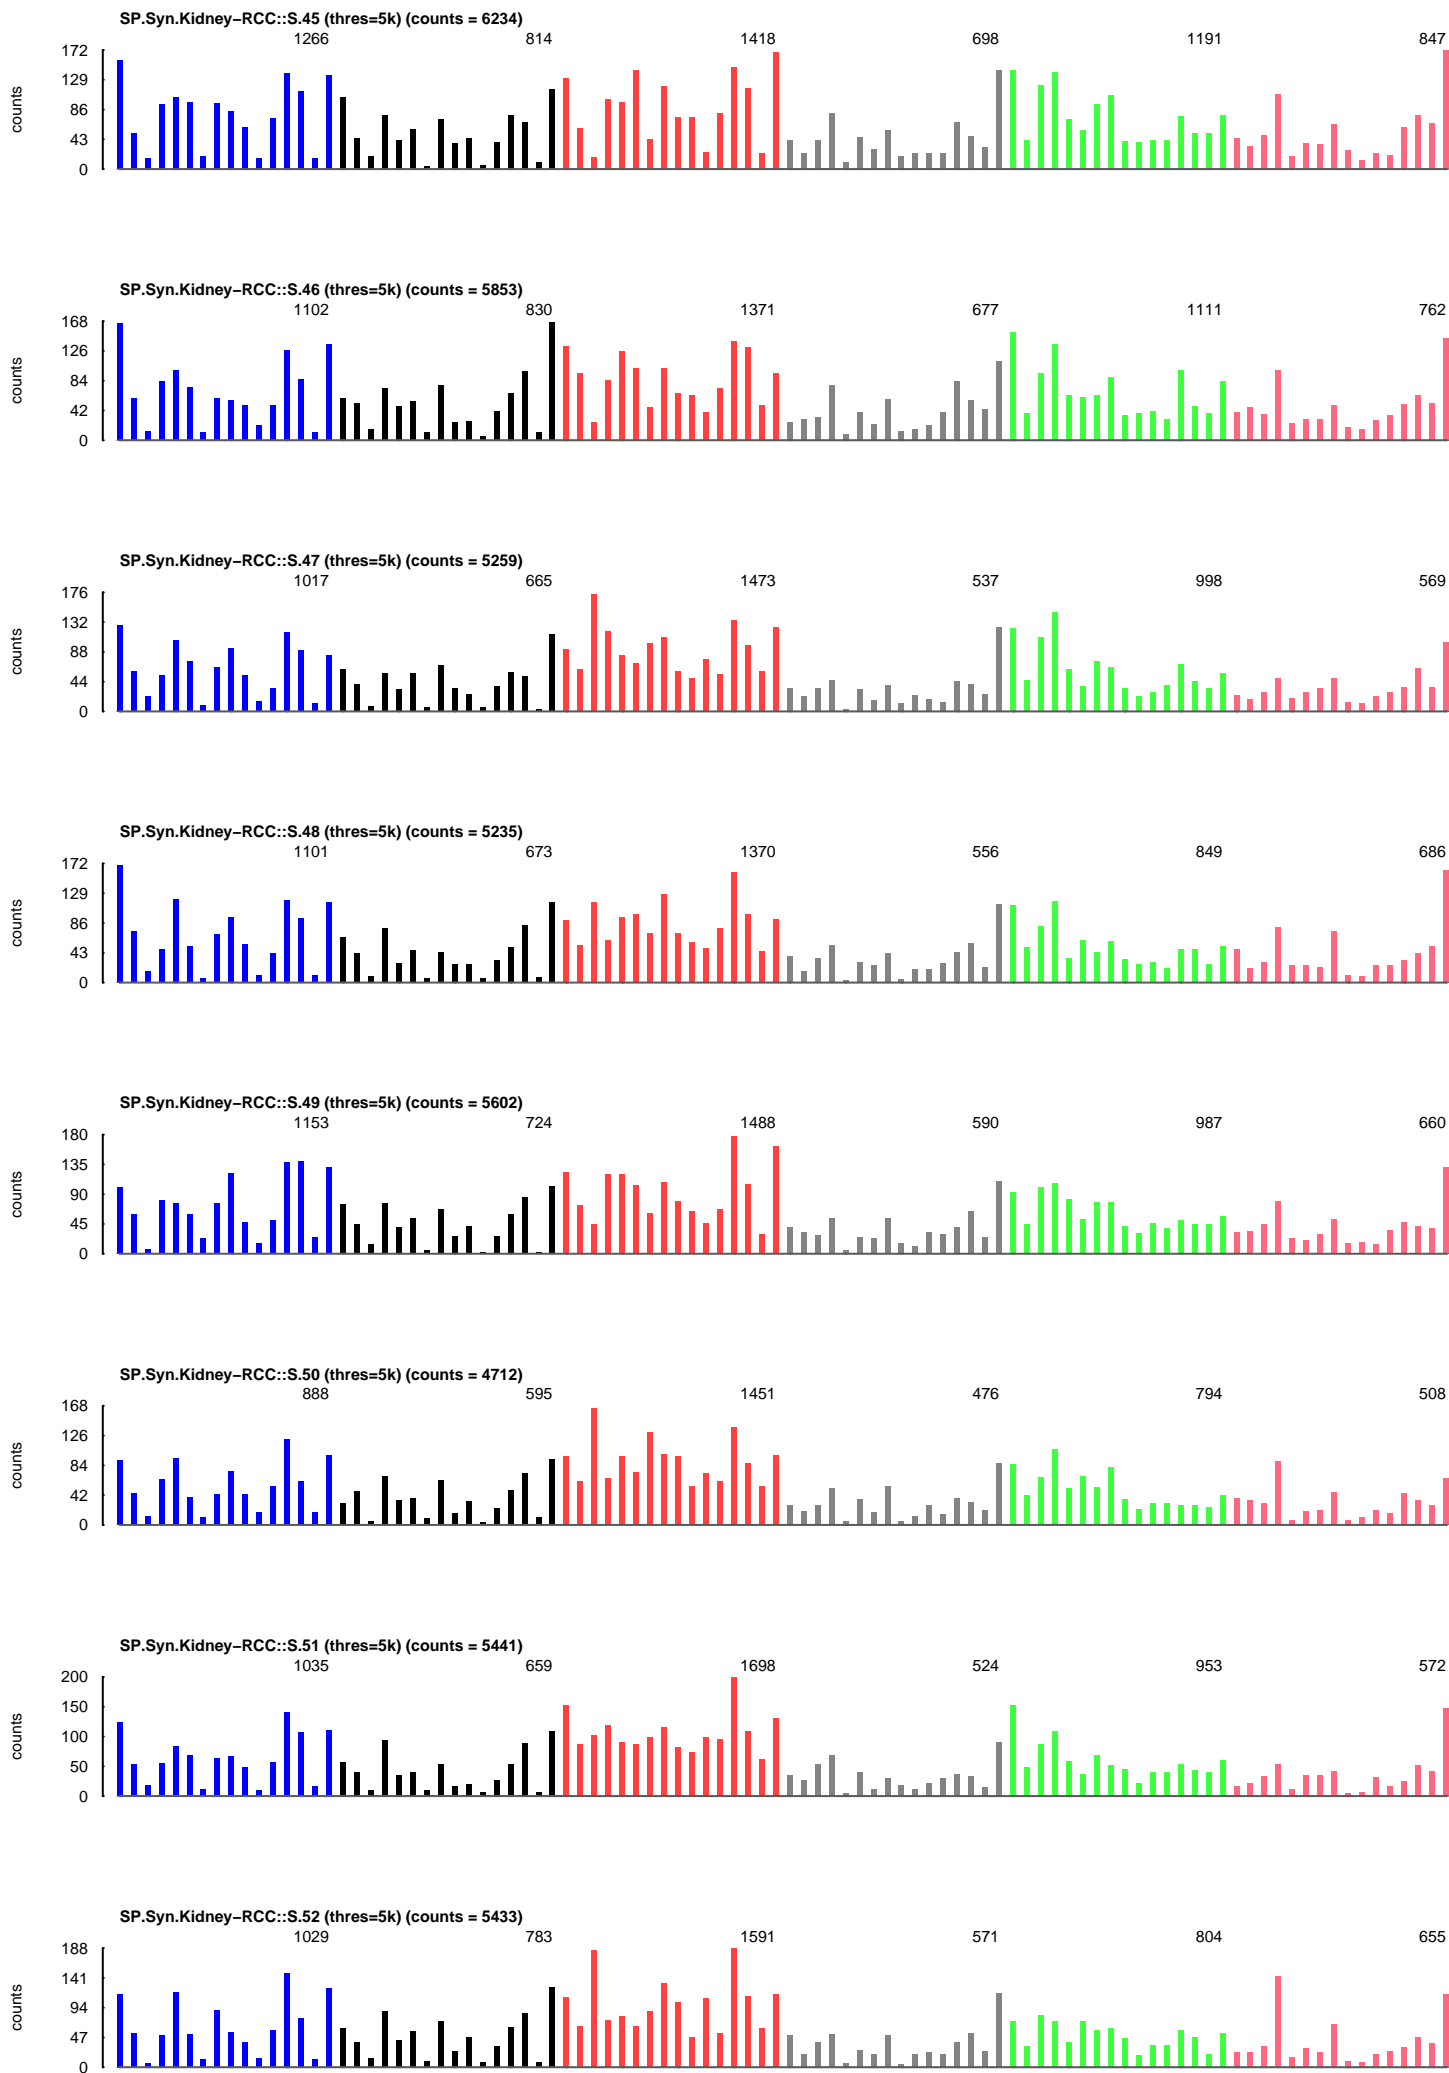 SP.Syn.Kidney−RCC::S.45 (thres=5k) (counts = 6234)
1266 814 1418 698 1191 847
172
129
86
43
0
counts
SP.Syn.Kidney−RCC::S.46 (thres=5k) (counts = 5853)
1102 830 1371 677 1111 762
168
126
84
42
0
counts
SP.Syn.Kidney−RCC::S.47 (thres=5k) (counts = 5259)
1017 665 1473 537 998 569
176
132
88
44
0
counts
SP.Syn.Kidney−RCC::S.48 (thres=5k) (counts = 5235)
1101 673 1370 556 849 686
172
129
86
43
0
counts
SP.Syn.Kidney−RCC::S.49 (thres=5k) (counts = 5602)
1153 724 1488 590 987 660
180
135
90
45
0
counts
SP.Syn.Kidney−RCC::S.50 (thres=5k) (counts = 4712)
888 595 1451 476 794 508
168
126
84
42
0
counts
SP.Syn.Kidney−RCC::S.51 (thres=5k) (counts = 5441)
1035 659 1698 524 953 572
200
150
100
50
0
counts
SP.Syn.Kidney−RCC::S.52 (thres=5k) (counts = 5433)
1029 783 1591 571 804 655
188
141
94
47
0
counts